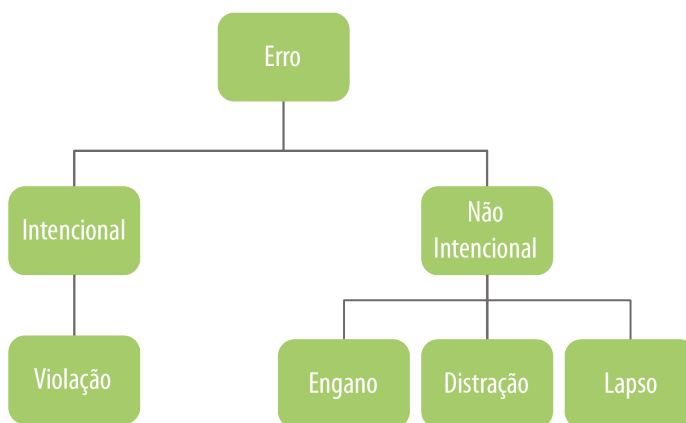 Erro
Intencional
Não
Intencional
Violação
Engano
Distração
Lapso